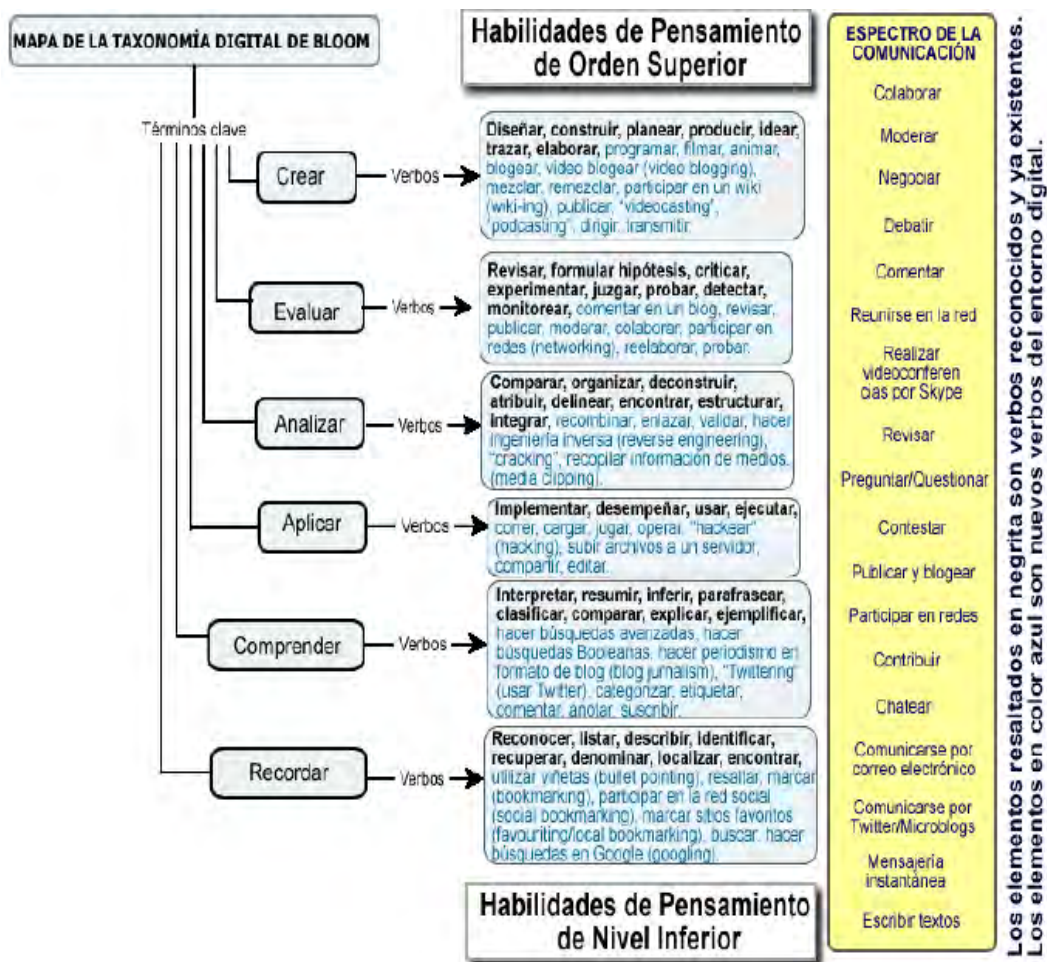 MAPA DE LA TAXONOMÍA DIGITAL DE BLOOM
Términos clave
Habilidades de Pensamiento
de Orden Superior
Crear
Verbos
Diseñar, construir, planear, producir, idear,
trazar, elaborar, programar, filmar, animar,
blogear, video blogear (video blogging),
mezclar, remezclar, participar en un wiki
(wiki-ing), publicar, "videocasting",
"podcasting", dirigir, transmitir
Evaluar
Verbos
Revisar, formular hipótesis, criticar,
experimentar, juzgar, probar, detectar,
monitorear, comentar en un blog, revisar,
publicar, moderar, colaborar, participar en
redes (networking), reelaborar, probar.
Analizar
Verbos
Comparar, organizar, deconstruir,
atribuir, delinear, encontrar, estructurar,
integrar, recombinar, enlazar, validar, hacer
ingeniería inversa (reverse engineering),
"cracking", recopilar información de medios.
(media clipping).
Aplicar
Verbos
Implementar, desempeñar, usar, ejecutar,
correr, cargar, jugar, operar, "hackear"
(hacking), subir archivos a un servidor,
compartir, editar.
Comprender
Verbos
Interpretar, resumir, inferir, parafrasear,
clasificar, comparar, explicar, ejemplificar,
hacer búsquedas avanzadas, hacer
búsquedas Booleanas, hacer periodismo en
formato de blog (blog jurnalism), "Twittering
(usar Twitter), categorizar, etiquetar,
comentar, anotar, suscribir.
Recordar
Verbos
Reconocer, listar, describir, identificar,
recuperar, denominar, localizar, encontrar,
utilizar viñetas (bullet pointing), resaltar, marcar
(bookmarking), participar en la red social
(social bookmarking), marcar sitios favoritos
(favouriting/local bookmarking), buscar, hacer
búsquedas en Google (googling).
Habilidades de Pensamiento
de Nivel Inferior
ESPECTRO DE LA
COMUNICACIÓN
Colaborar
Moderar
Negociar
Debatir
Comentar
Reunirse en la red
Realizar
videoconferen
cias por Skype
Revisar
Preguntar/Questionar
Contestar
Publicar y blogear
Participar en redes
Contribuir
Chatear
Comunicarse por
correo electrónico
Comunicarse por
Twitter/Microblogs
Mensajería
instantánea
Escribir textos
Los elementos resaltados en negrita son verbos reconocidos y ya existentes.
Los elementos en color azul son nuevos verbos del entorno digital.